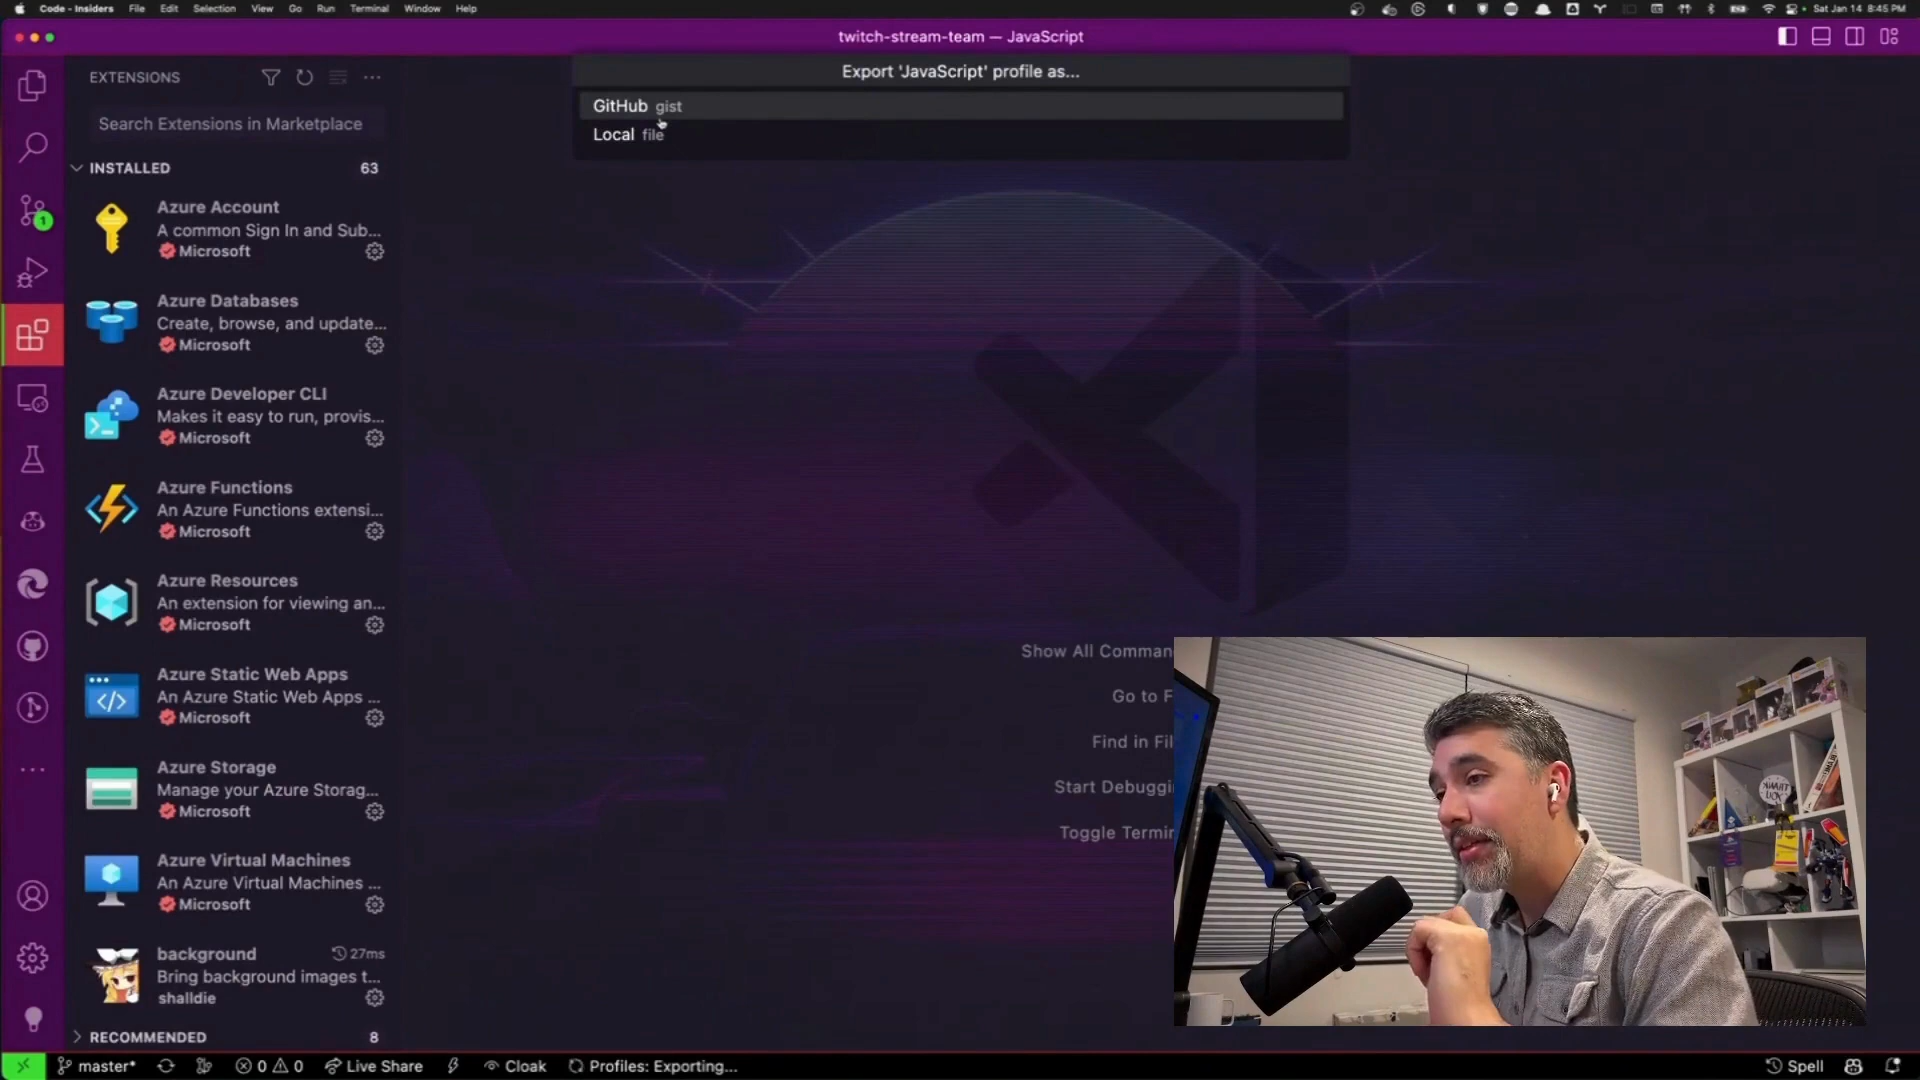 Code - Insiders File Edit Selection View Go Run Terminal Window Help Sat Jan 14 8:45 PM
twitch-stream-team — JavaScript
Export 'JavaScript' profile as...
GitHub gist
Local file
EXTENSIONS
Search Extensions in Marketplace
INSTALLED 63
Azure Account
A common Sign In and Sub...
Microsoft
Azure Databases
Create, browse, and update...
Microsoft
Azure Developer CLI
Makes it easy to run, provis...
Microsoft
Azure Functions
An Azure Functions extensi...
Microsoft
Azure Resources
An extension for viewing an...
Microsoft
Azure Static Web Apps
An Azure Static Web Apps ...
Microsoft
Azure Storage
Manage your Azure Storag...
Microsoft
Azure Virtual Machines
An Azure Virtual Machines ...
Microsoft
background 27ms
Bring background images t...
shalldie
RECOMMENDED 8
1
Show All Comman
Go to F
Find in Fil
Start Debuggi
Toggle Termin
master* 0 0 Live Share Cloak Profiles: Exporting... Spell